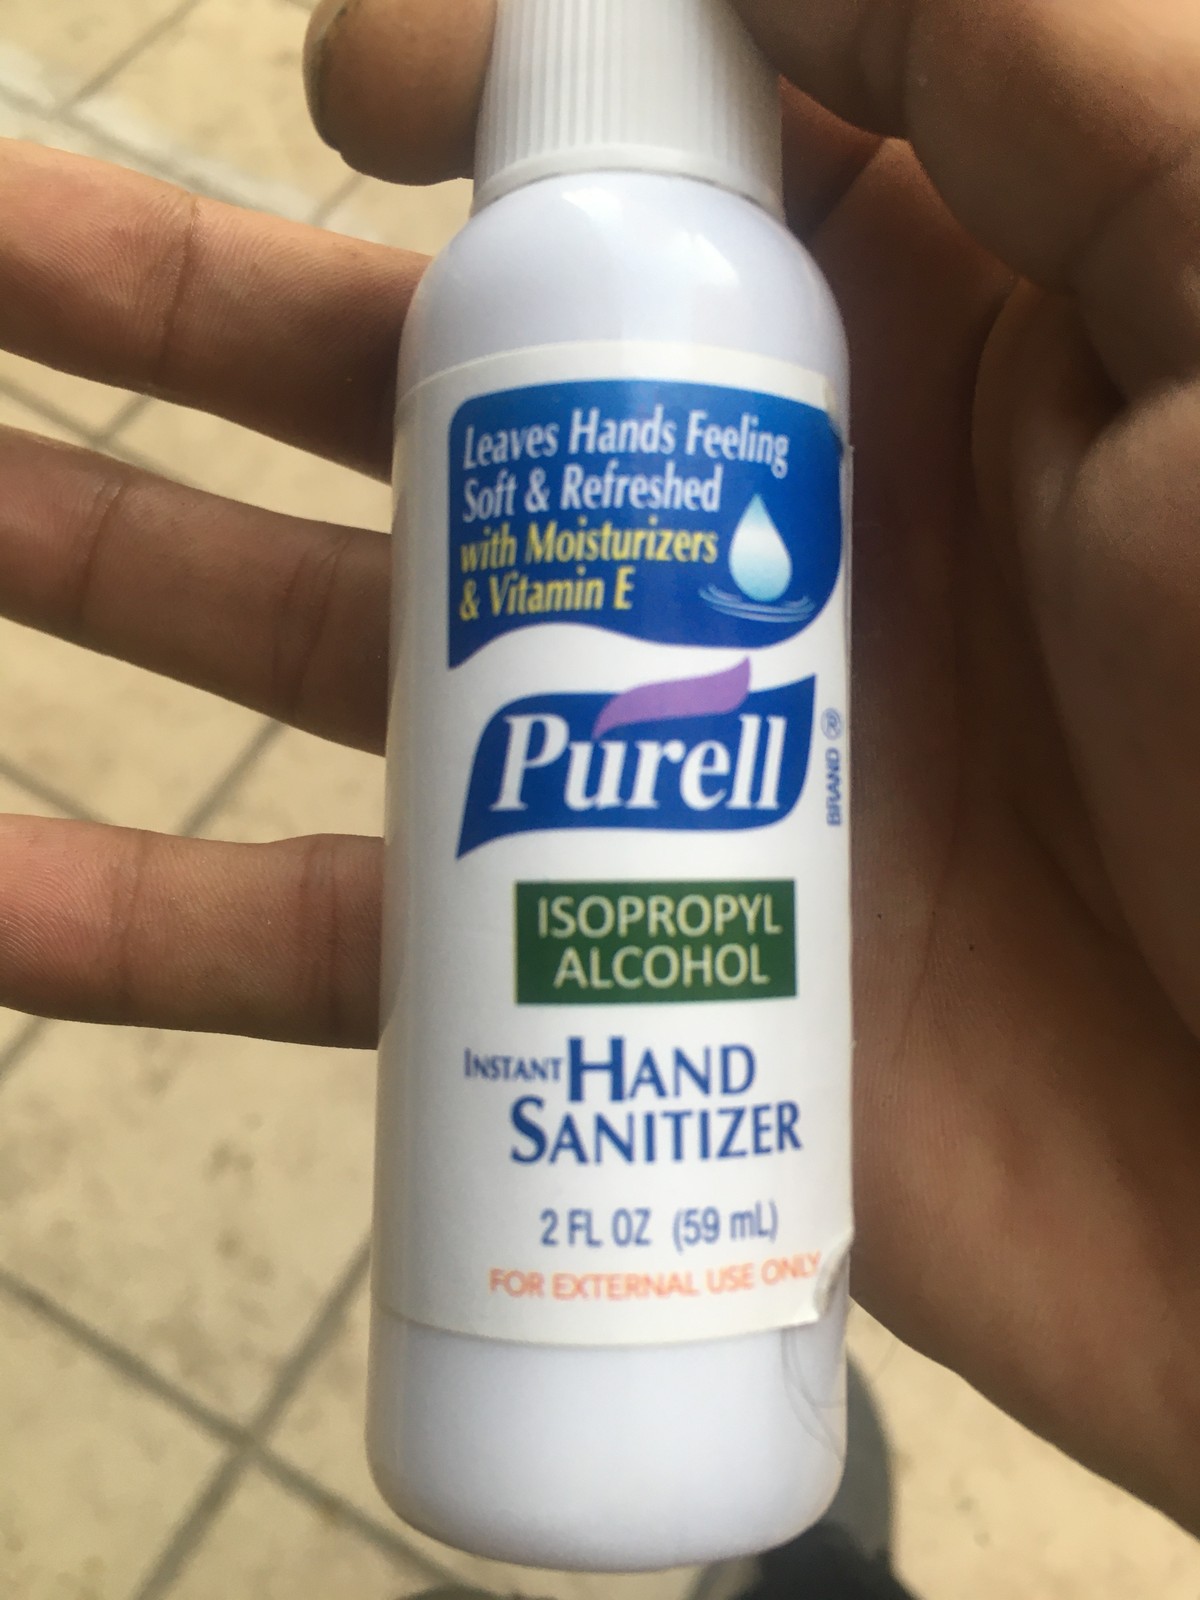 Leaves Hands Feeling
Soft & Refreshed
with Moisturizers
& Vitamin E
Purell
BRAND ®
ISOPROPYL
ALCOHOL
INSTANT HAND
SANITIZER
2 FL OZ (59 mL)
FOR EXTERNAL USE ONLY